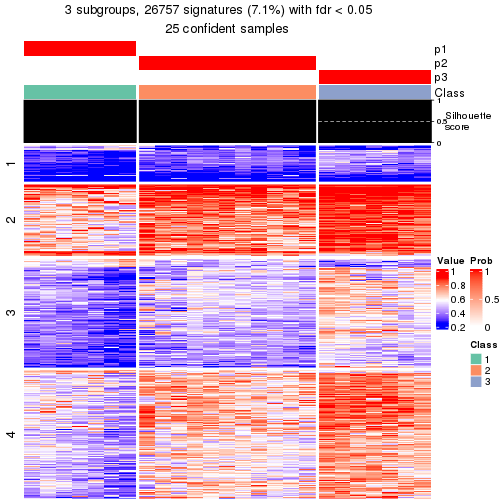 3 subgroups, 26757 signatures (7.1%) with fdr < 0.05
25 confident samples
p1
p2
p3
Class
1
0.5
0
Silhouette
score
1
2
3
4
Value
1
0.8
0.6
0.4
0.2
Prob
1
0.5
0
Class
1
2
3